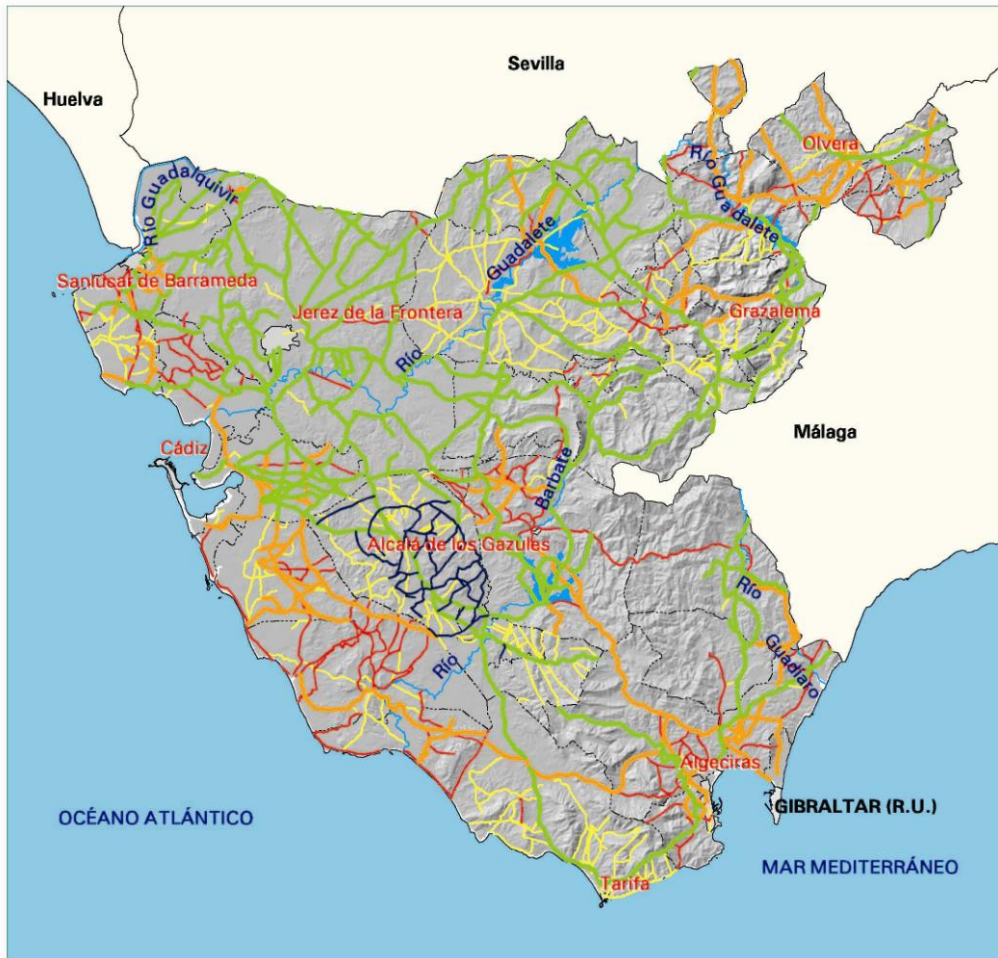 Sevilla
Huelva
Olvera
Río Guadalete
Río Guadalquivir
Guadalete
Sanlúcar de Barrameda
Jerez de la Frontera
Grazalema
Río
Málaga
Cádiz
Barbate
Alcalá de los Gazules
Río
Río
Guadiaro
Algeciras
GIBRALTAR (R.U.)
OCÉANO ATLÁNTICO
MAR MEDITERRÁNEO
Tarifa